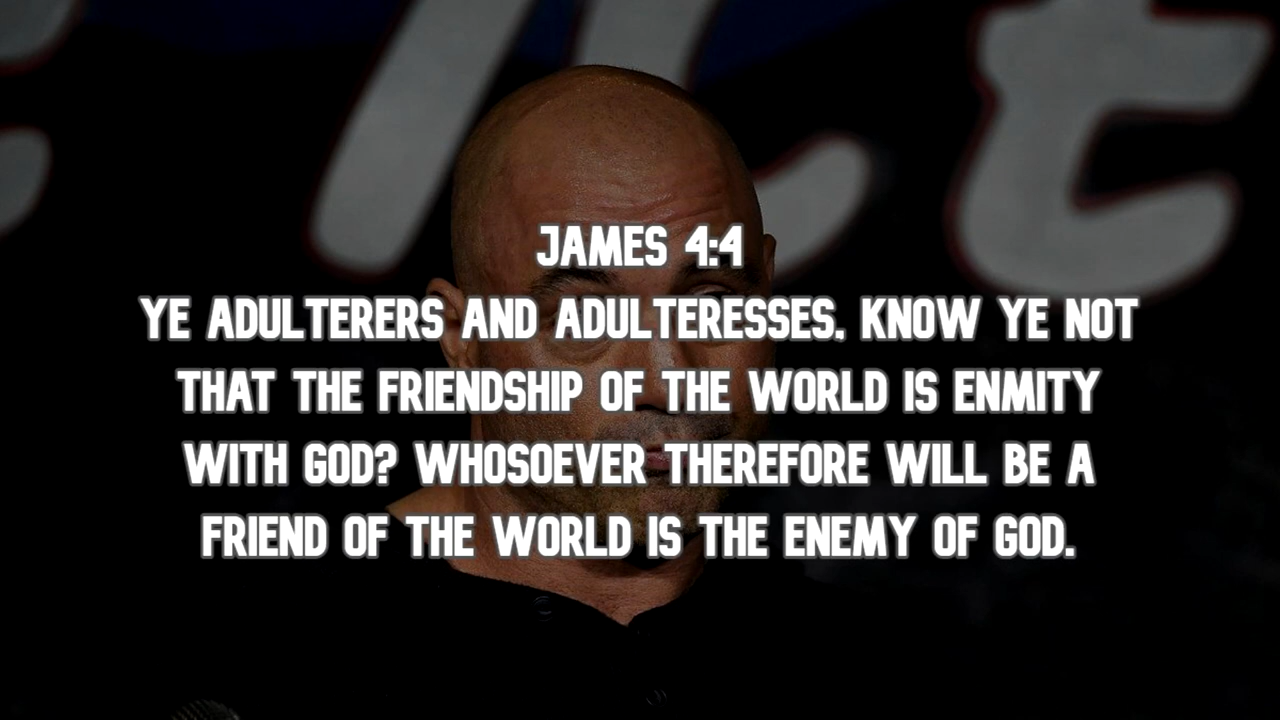 JAMES 4:4
YE ADULTERERS AND ADULTERESSES, KNOW YE NOT
THAT THE FRIENDSHIP OF THE WORLD IS ENMITY
WITH GOD? WHOSOEVER THEREFORE WILL BE A
FRIEND OF THE WORLD IS THE ENEMY OF GOD.